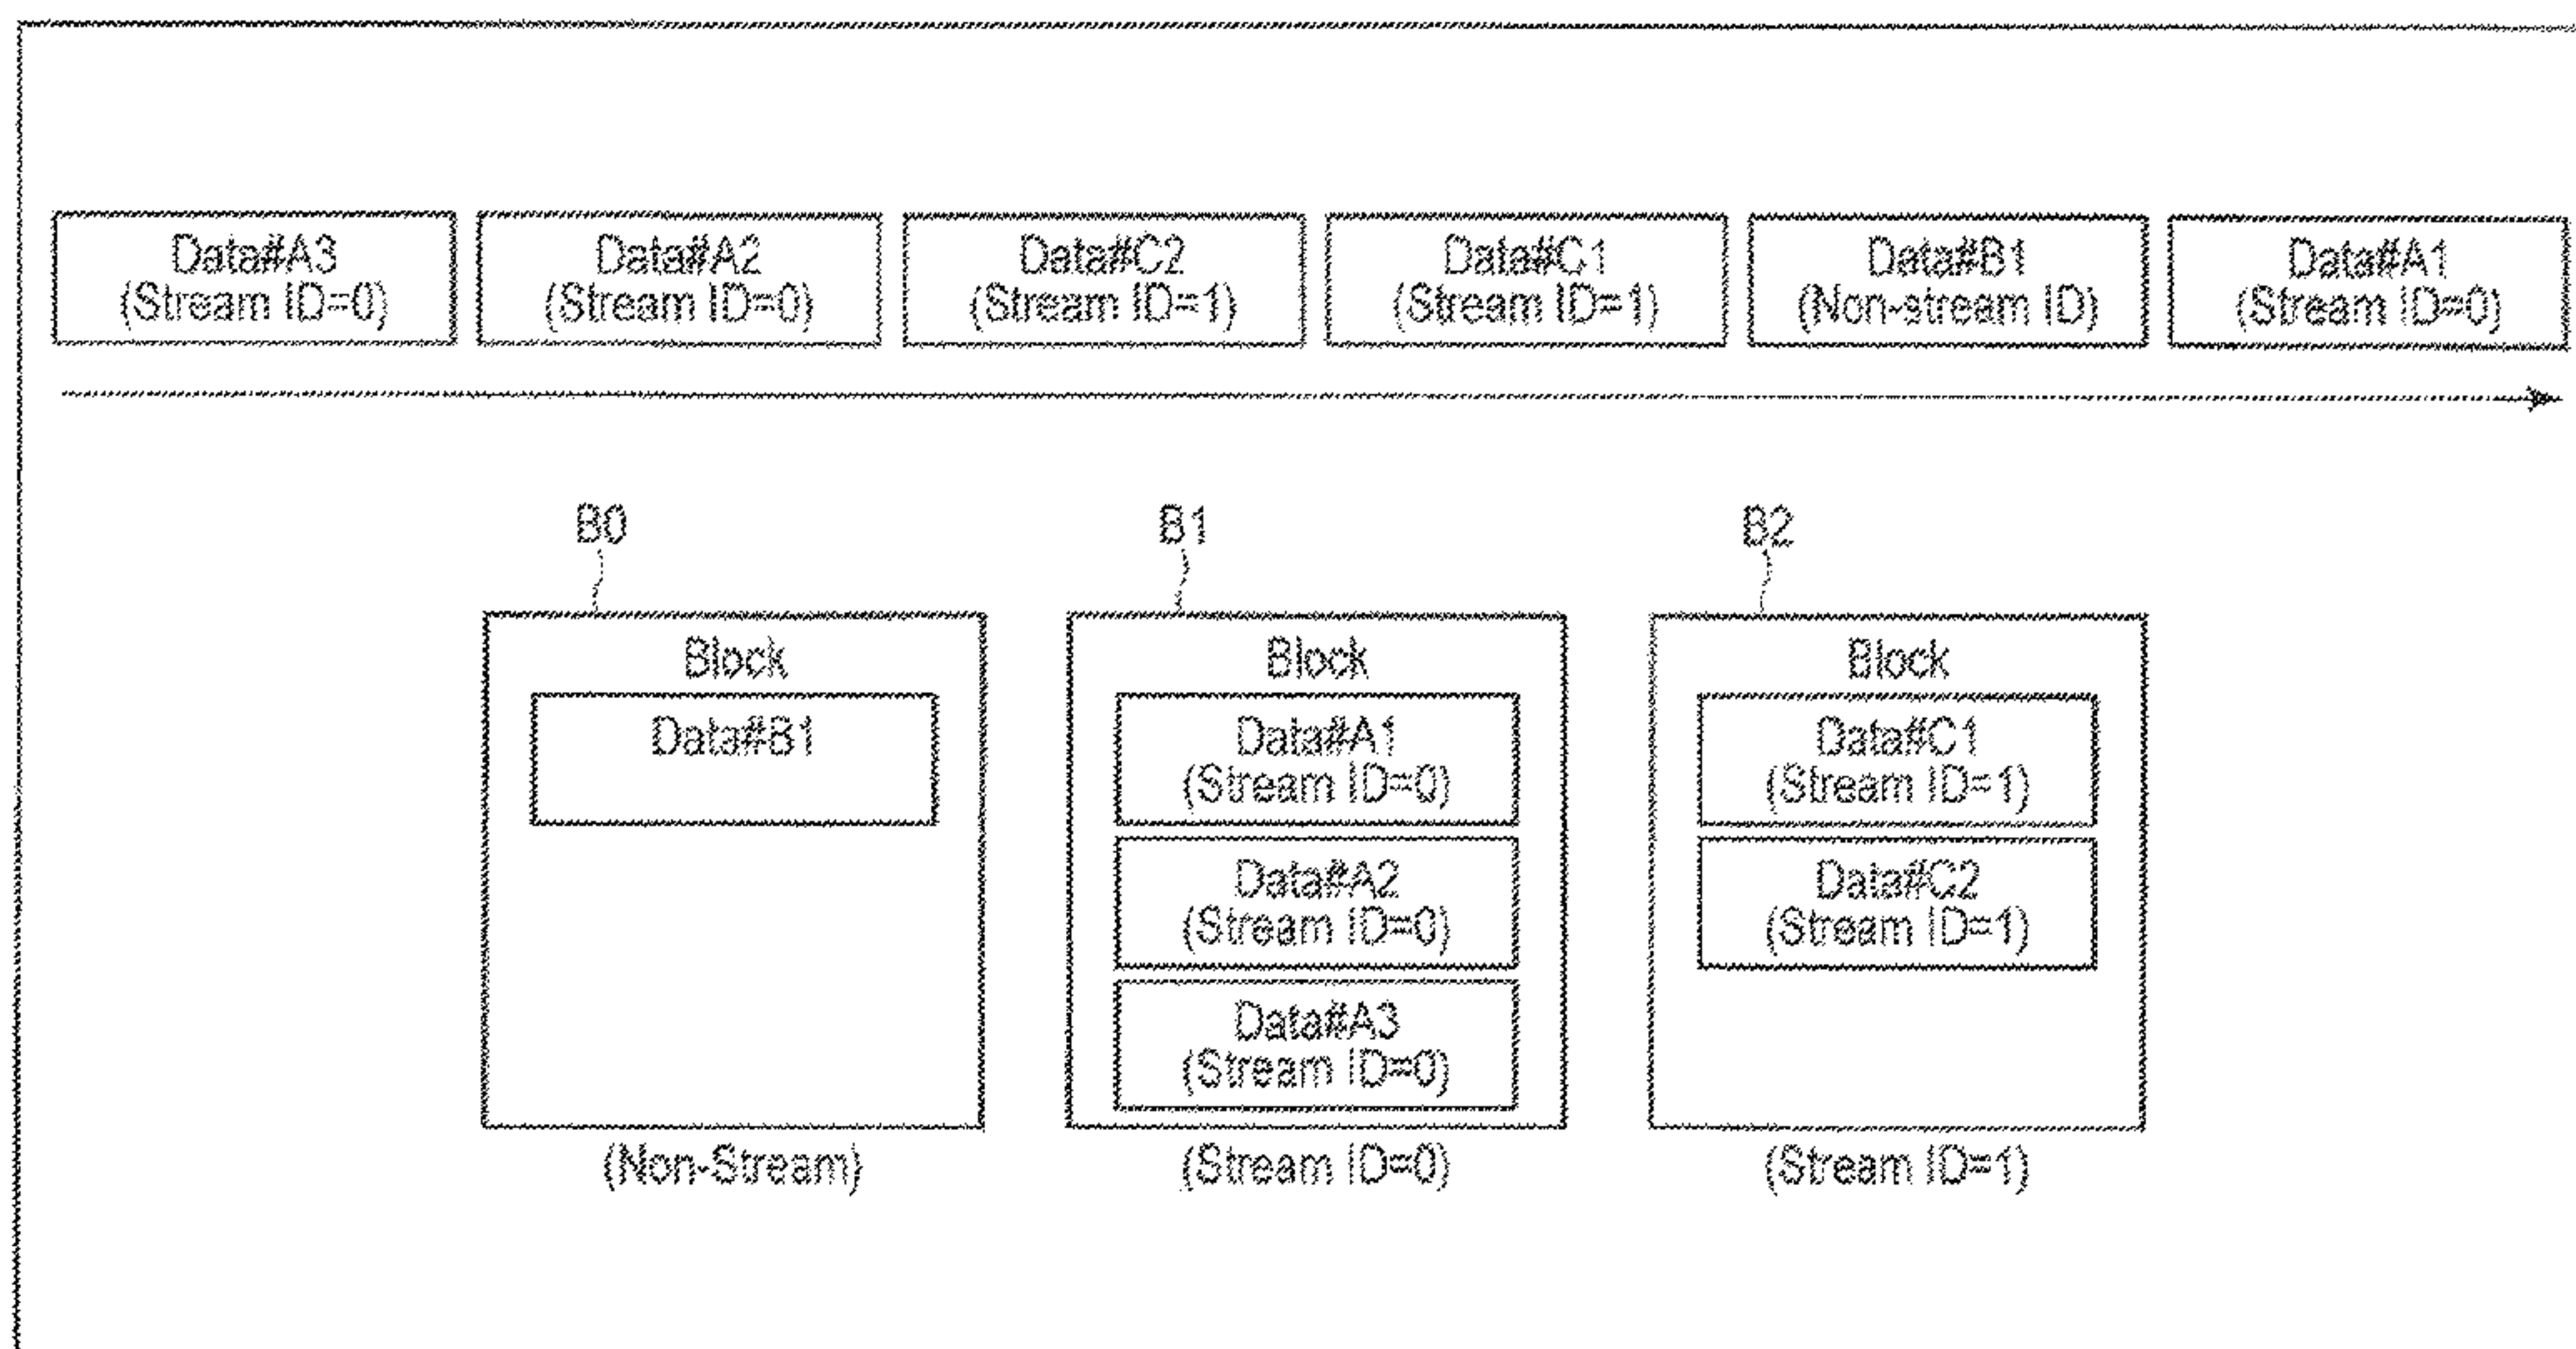 Data#A3
(Stream ID=0)
Data#A2
(Stream ID=0)
Data#C2
(Stream ID=1)
Data#C1
(Stream ID=1)
Data#B1
(Non-stream ID)
Data#A1
(Stream ID=0)
B0
B1
B2
Block
Data#B1
(Non-Stream)
Block
Data#A1
(Stream ID=0)
Data#A2
(Stream ID=0)
Data#A3
(Stream ID=0)
(Stream ID=0)
Block
Data#C1
(Stream ID=1)
Data#C2
(Stream ID=1)
(Stream ID=1)